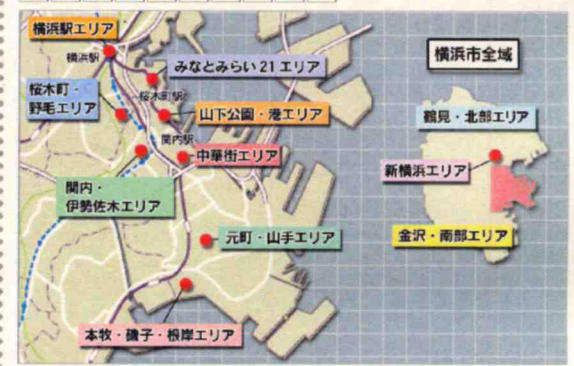 横浜駅エリア
横浜駅
みなとみらい21エリア
桜木町・
野毛エリア
桜木町駅
山下公園・港エリア
関内駅
中華街エリア
関内・
伊勢佐木エリア
元町・山手エリア
本牧・磯子・根岸エリア
横浜市全域
鶴見・北部エリア
新横浜エリア
金沢・南部エリア